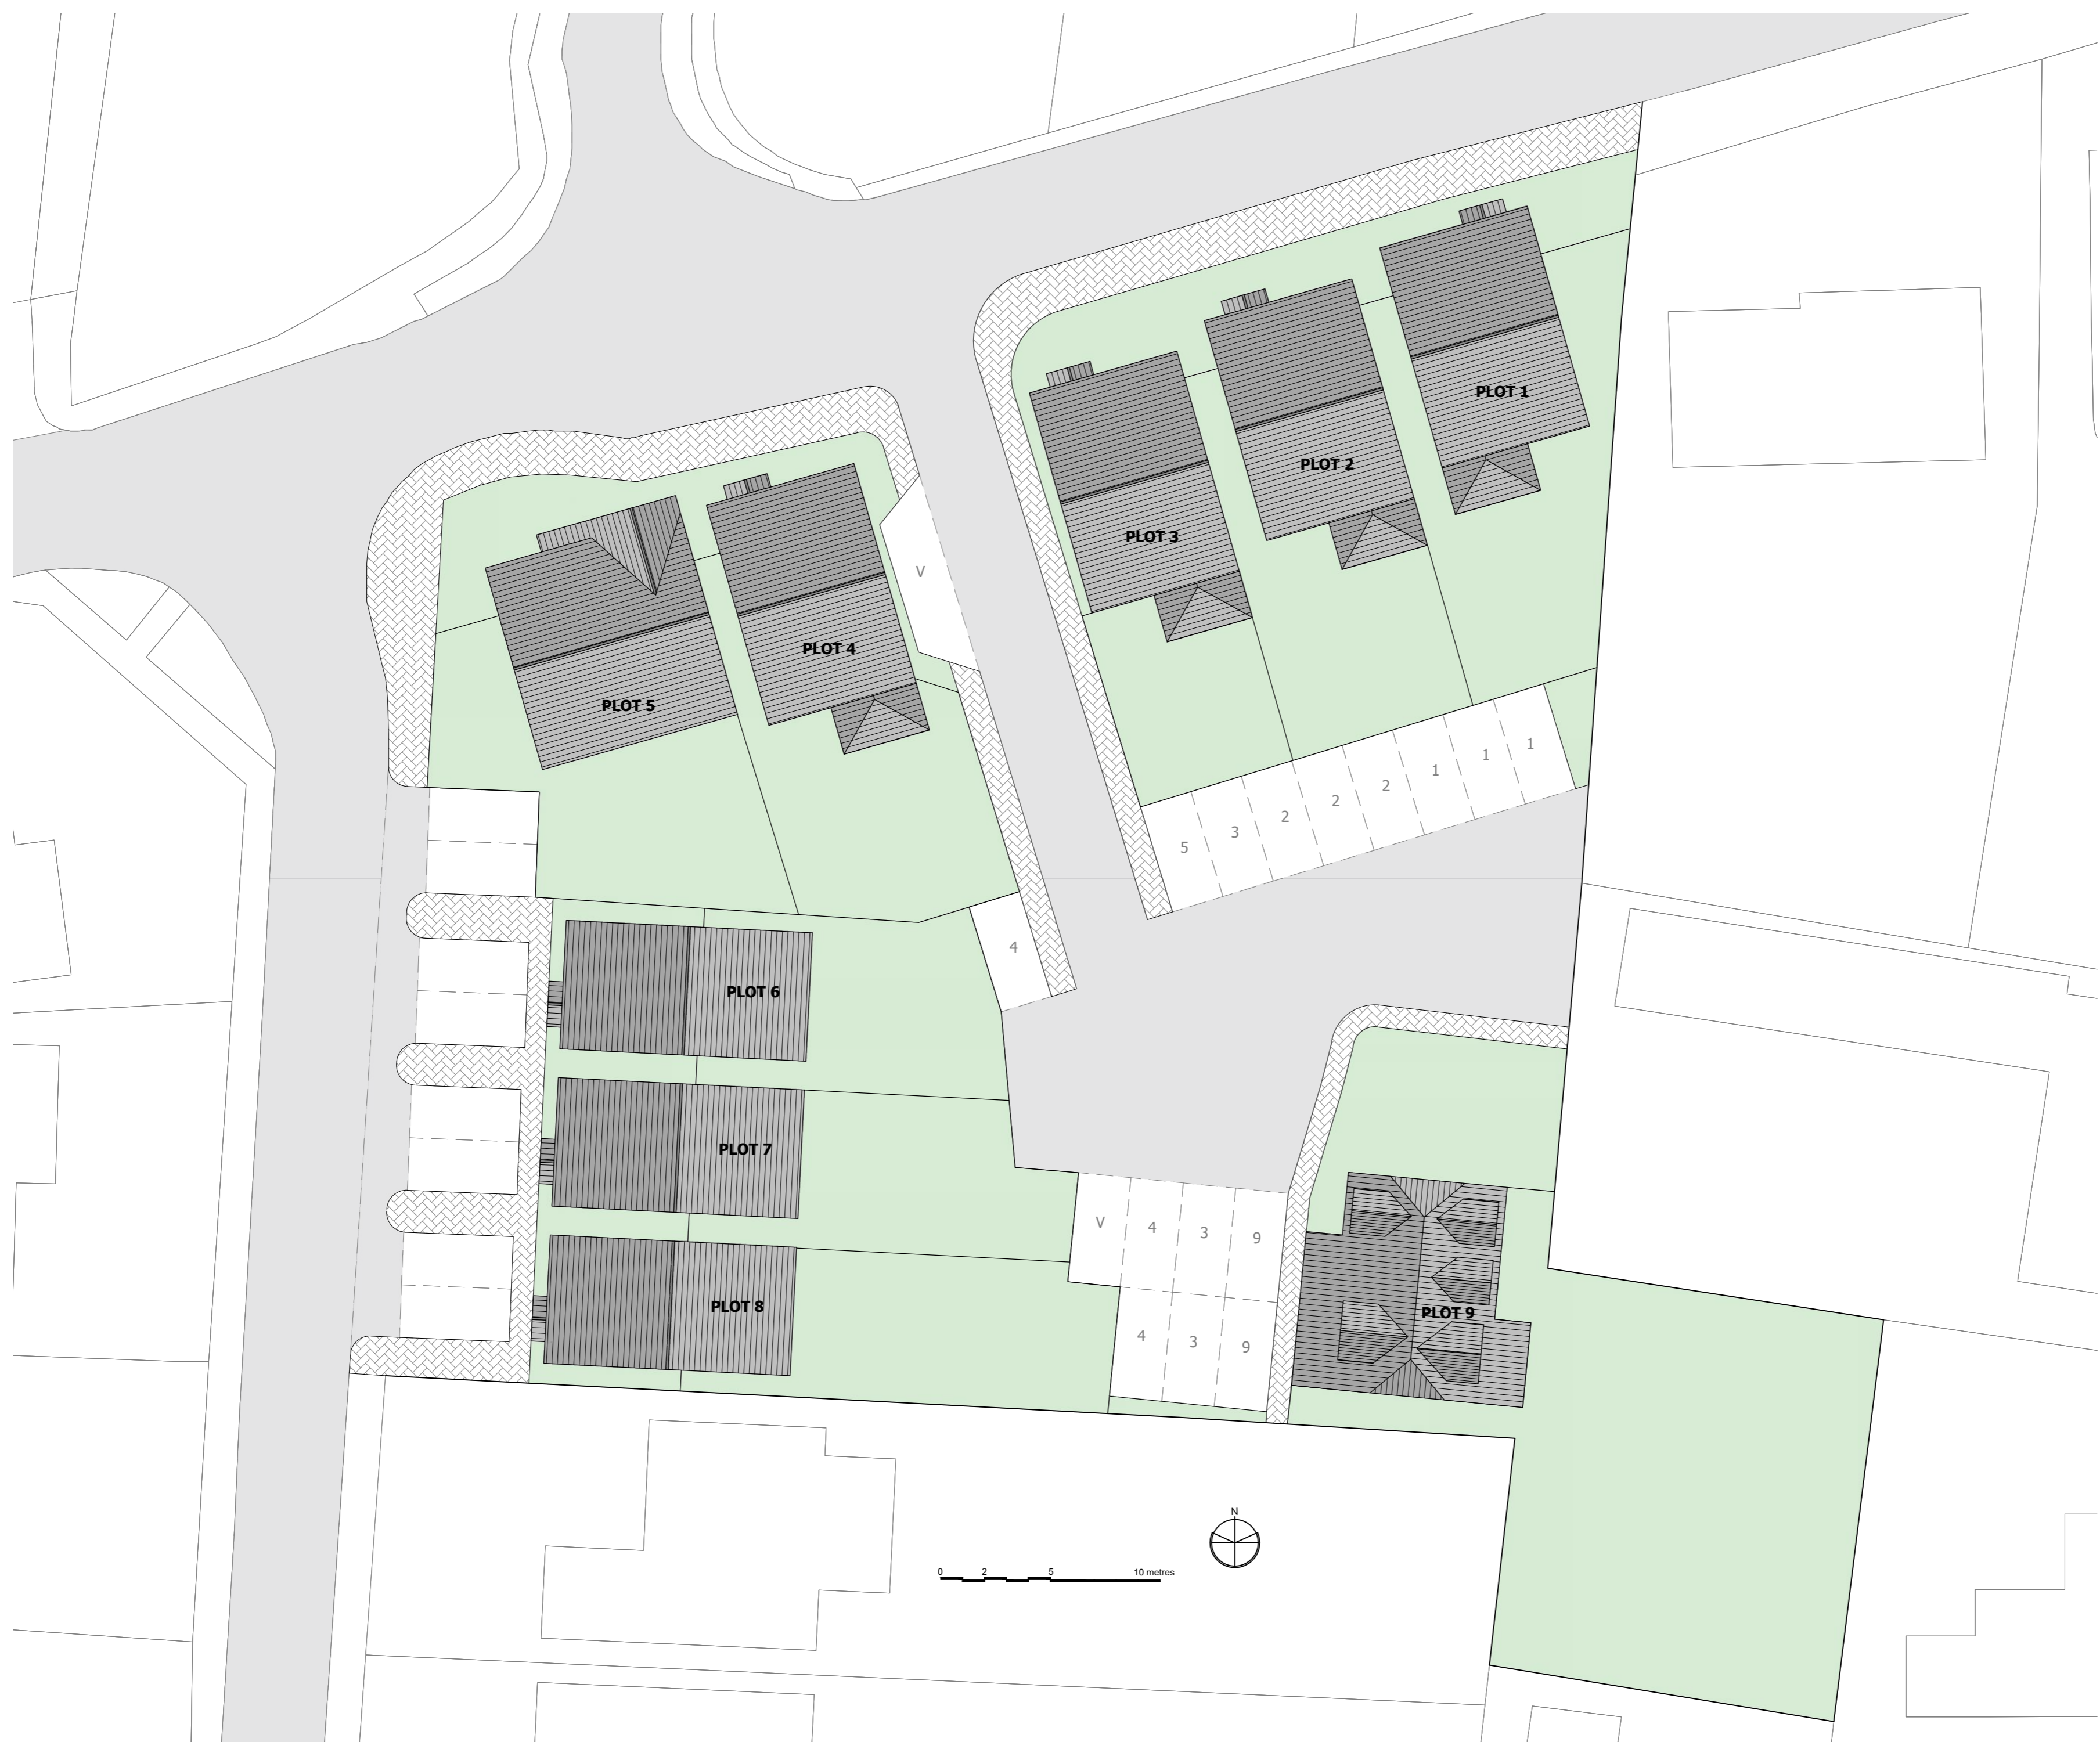 PLOT 1
PLOT 2
PLOT 3
V
PLOT 4
PLOT 5
5 3 2 2 2 1 1 1
4
PLOT 6
PLOT 7
V 4 3 9
PLOT 8
PLOT 9
4 3 9
N
0 2 5 10 metres